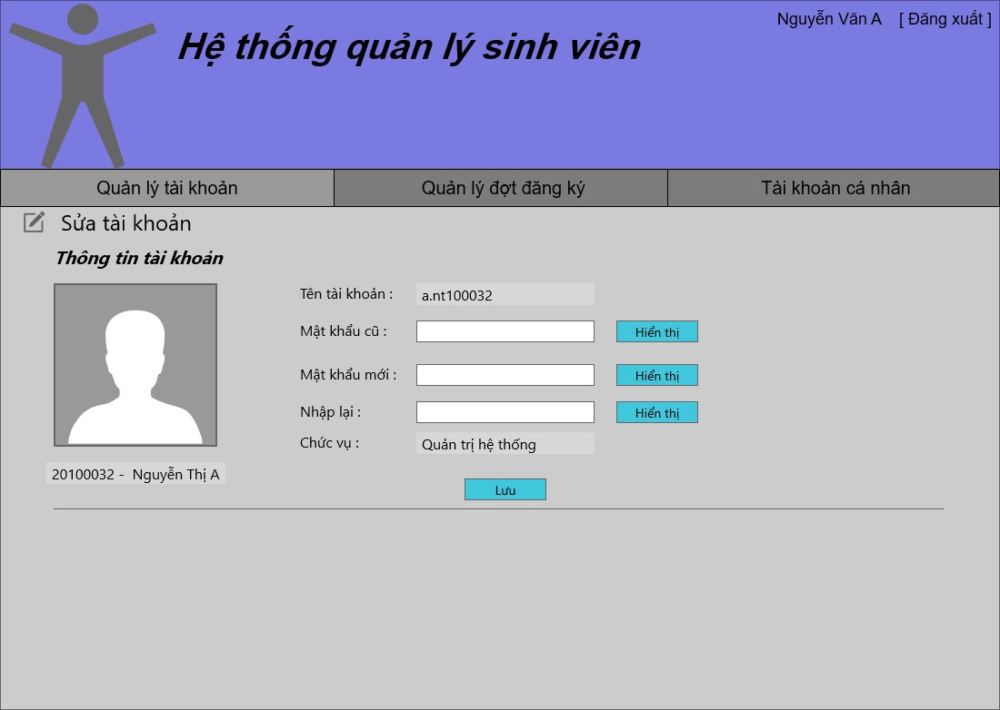 Nguyễn Văn A [ Đăng xuất ]
Hệ thống quản lý sinh viên
Quản lý tài khoản
Quản lý đợt đăng ký
Tài khoản cá nhân
Sửa tài khoản
Thông tin tài khoản
Tên tài khoản : a.nt100032
Mật khẩu cũ : Hiển thị
Mật khẩu mới : Hiển thị
Nhập lại : Hiển thị
Chức vụ : Quản trị hệ thống
20100032 - Nguyễn Thị A
Lưu